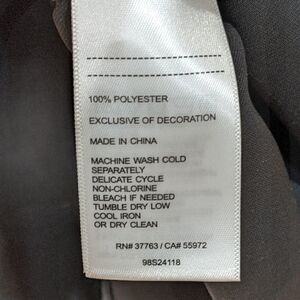 100% POLYESTER
EXCLUSIVE OF DECORATION
MADE IN CHINA
MACHINE WASH COLD
SEPARATELY
DELICATE CYCLE
NON-CHLORINE
BLEACH IF NEEDED
TUMBLE DRY LOW
COOL IRON
OR DRY CLEAN
RN# 37763 / CA# 55972
98S24118